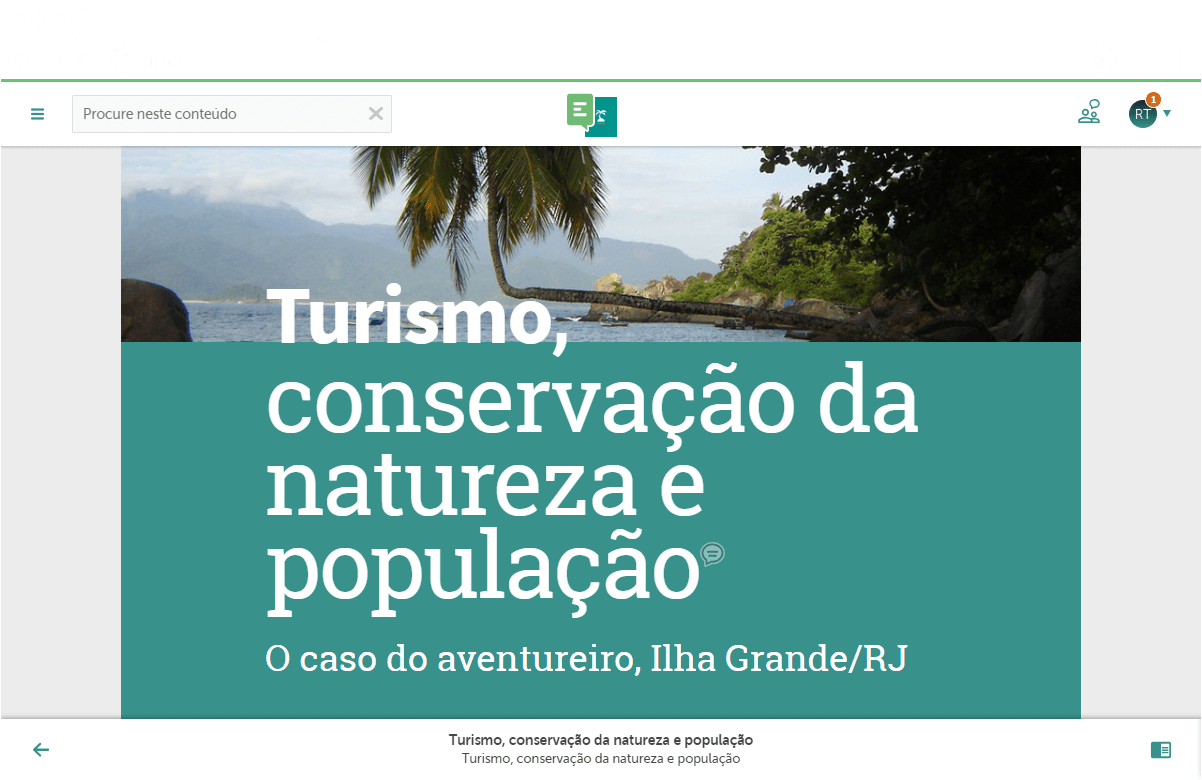 Procure neste conteúdo
RT
1
Turismo,
conservação da
natureza e
população
O caso do aventureiro, Ilha Grande/RJ
Turismo, conservação da natureza e população
Turismo, conservação da natureza e população